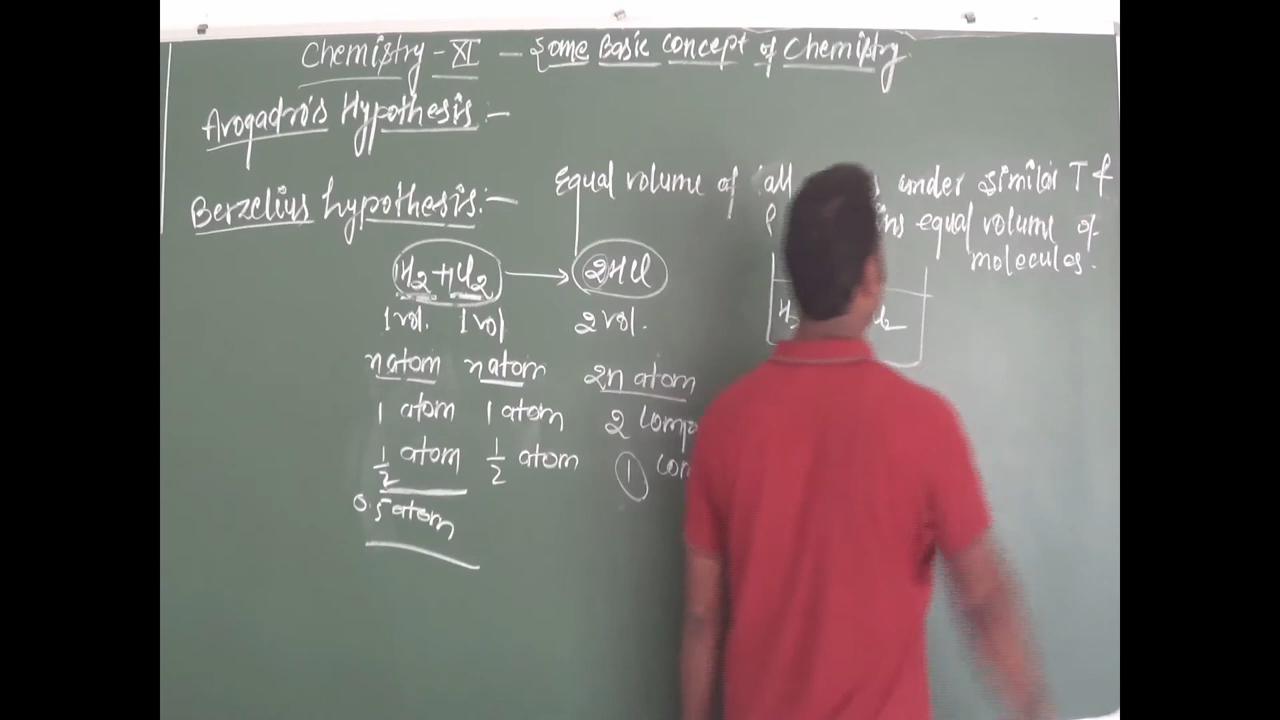 Chemistry - XI - Some Basic Concept of Chemistry
Avogadro's Hypothesis :-
Berzelius hypothesis :-
Equal volume of all under similar T &
equal volume of
molecules.
H2 + Cl2 → 2HCl
1 vol. 1 vol 2 vol.
n atom n atom 2n atom
1 atom 1 atom 2
1/2 atom 1/2 atom 1
0.5 atom